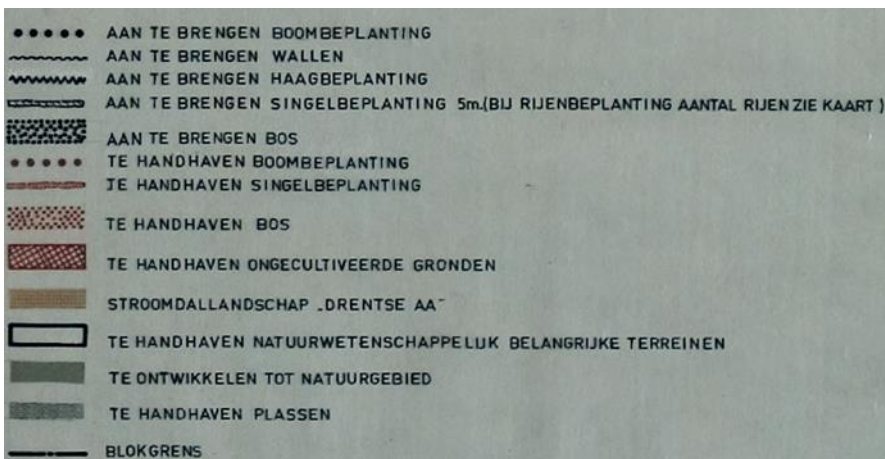 AAN TE BRENGEN BOOMBEPLANTING
AAN TE BRENGEN WALLEN
AAN TE BRENGEN HAAGBEPLANTING
AAN TE BRENGEN SINGELBEPLANTING 5m.(BIJ RIJENBEPLANTING AANTAL RIJEN ZIE KAART)
AAN TE BRENGEN BOS
TE HANDHAVEN BOOMBEPLANTING
TE HANDHAVEN SINGELBEPLANTING
TE HANDHAVEN BOS
TE HANDHAVEN ONGECULTIVEERDE GRONDEN
STROOMDALLANDSCHAP „DRENTSE AA"
TE HANDHAVEN NATUURWETENSCHAPPELIJK BELANGRIJKE TERREINEN
TE ONTWIKKELEN TOT NATUURGEBIED
TE HANDHAVEN PLASSEN
BLOKGRENS